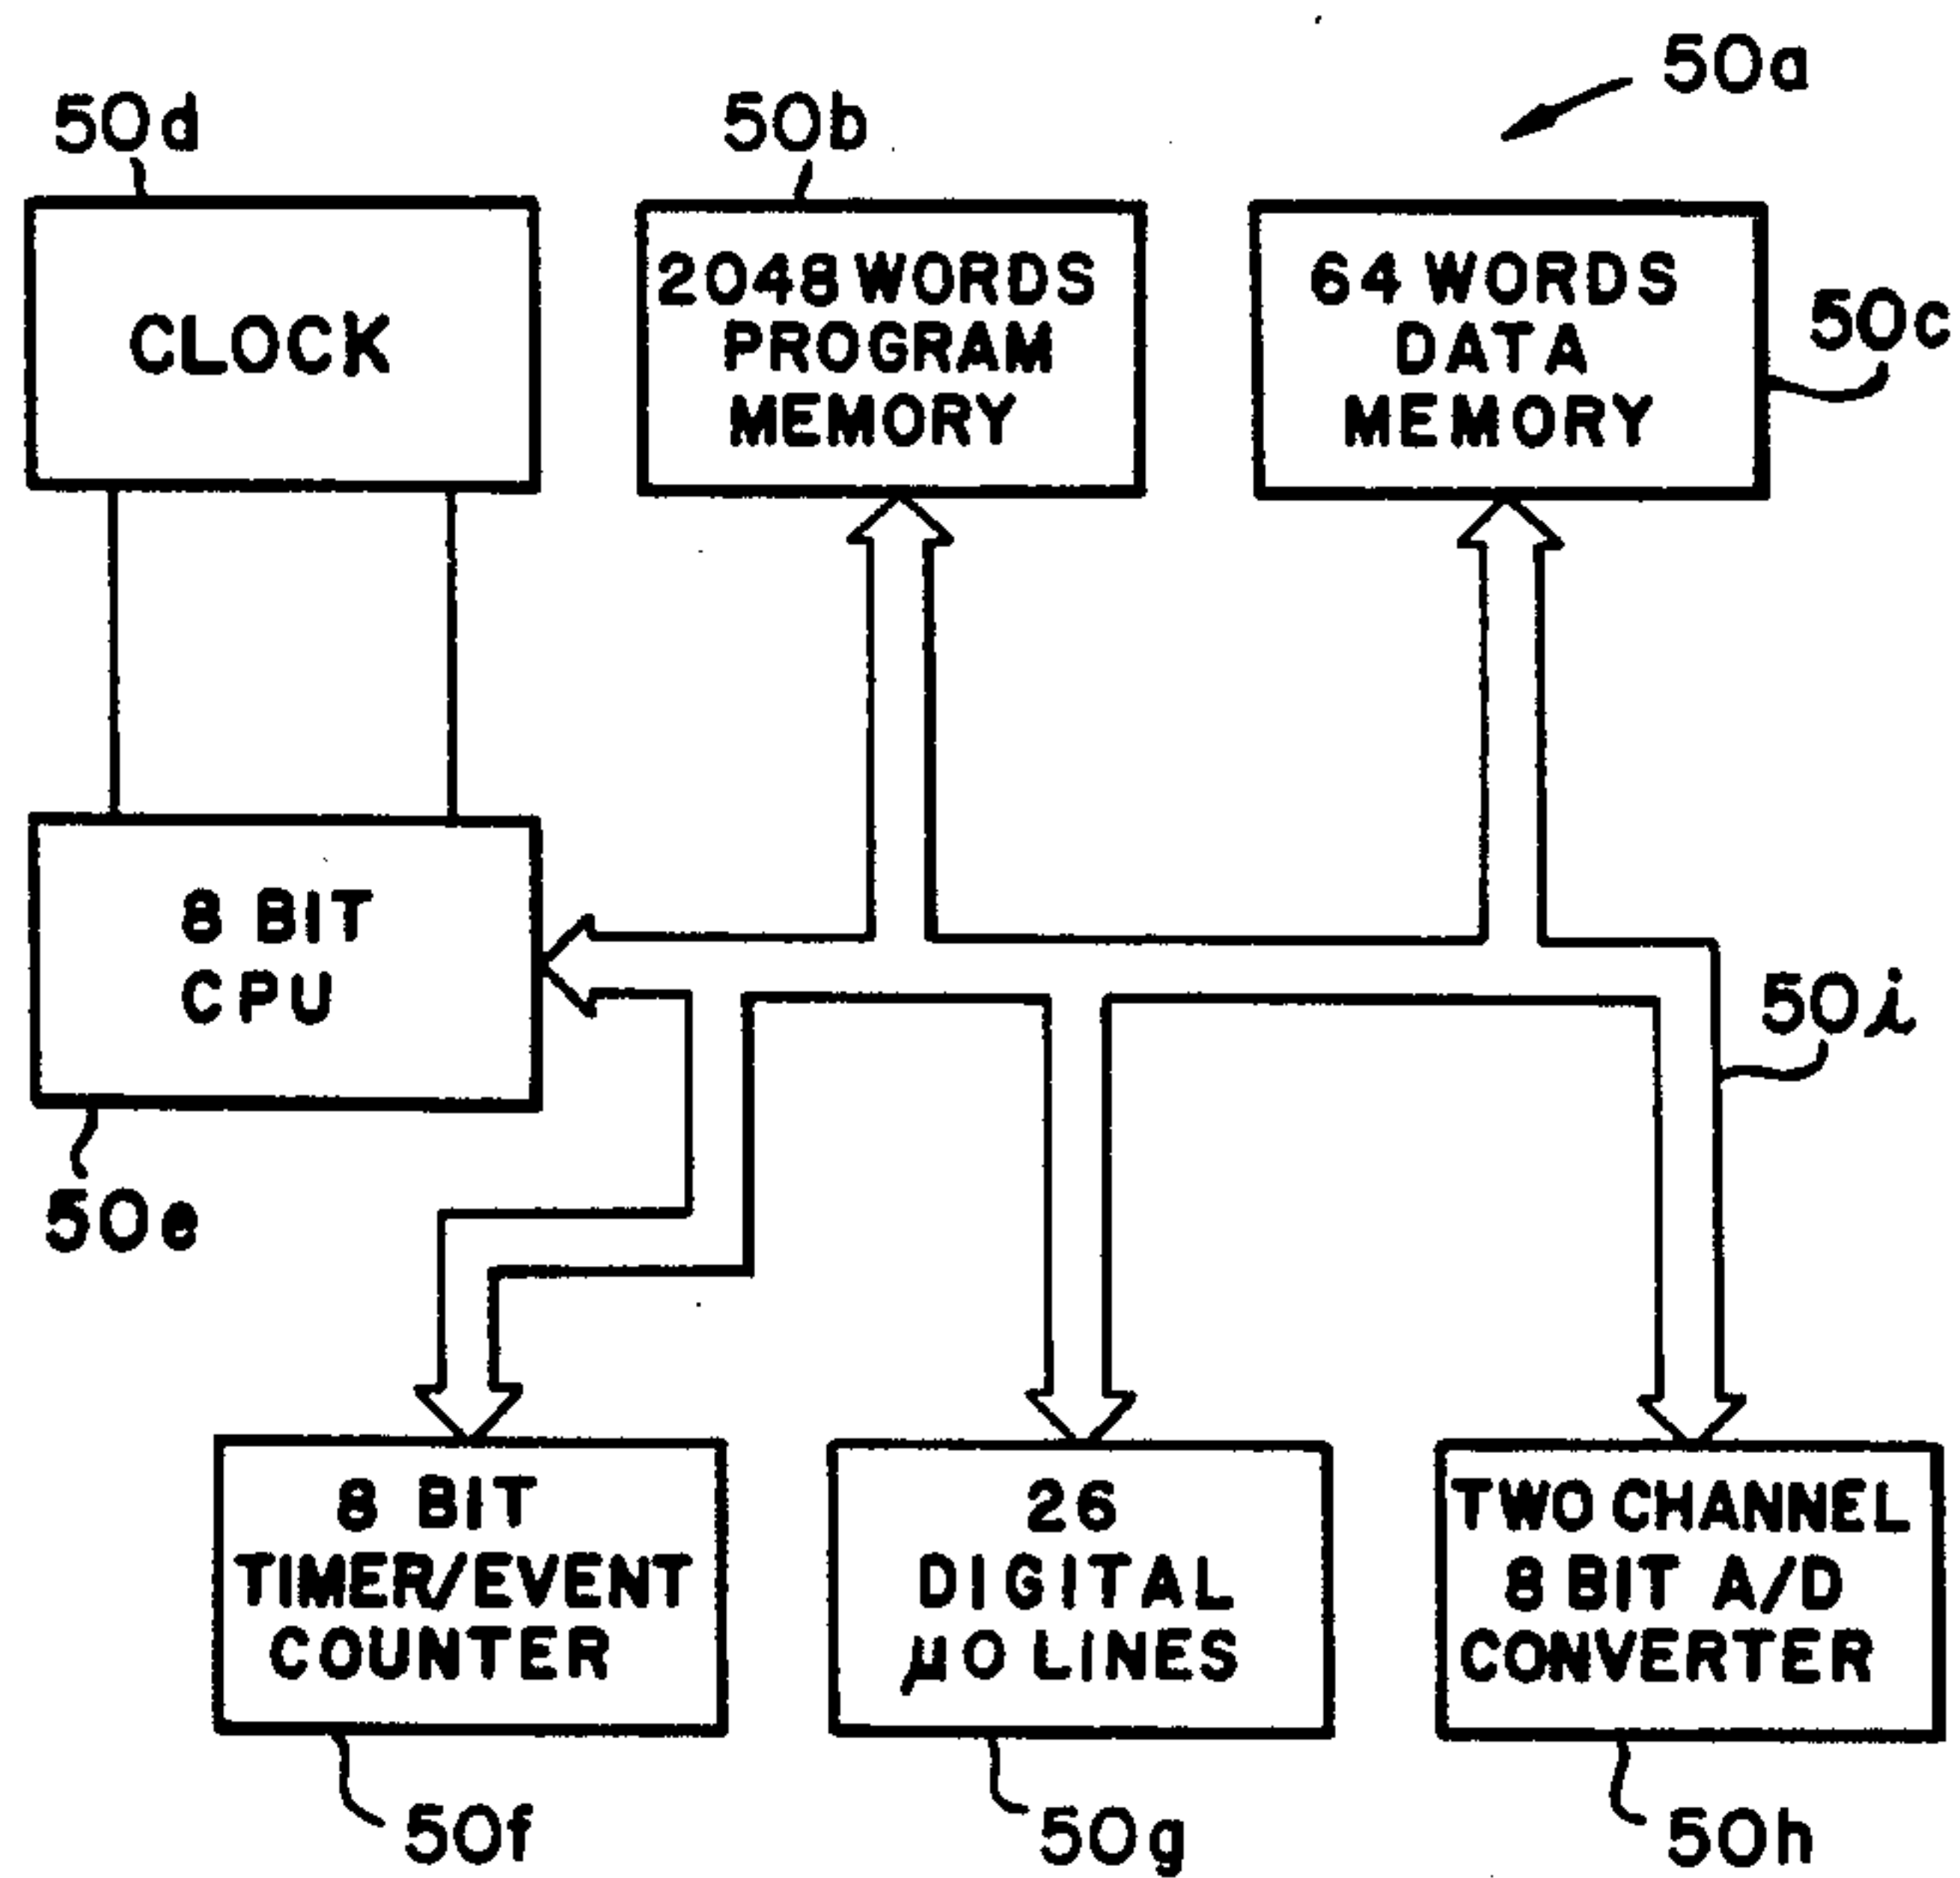 50a
50d
50b
CLOCK
2048 WORDS
PROGRAM
MEMORY
64 WORDS
DATA
MEMORY
50c
8 BIT
CPU
50i
50e
8 BIT
TIMER/EVENT
COUNTER
26
DIGITAL
µO LINES
TWO CHANNEL
8 BIT A/D
CONVERTER
50f
50g
50h